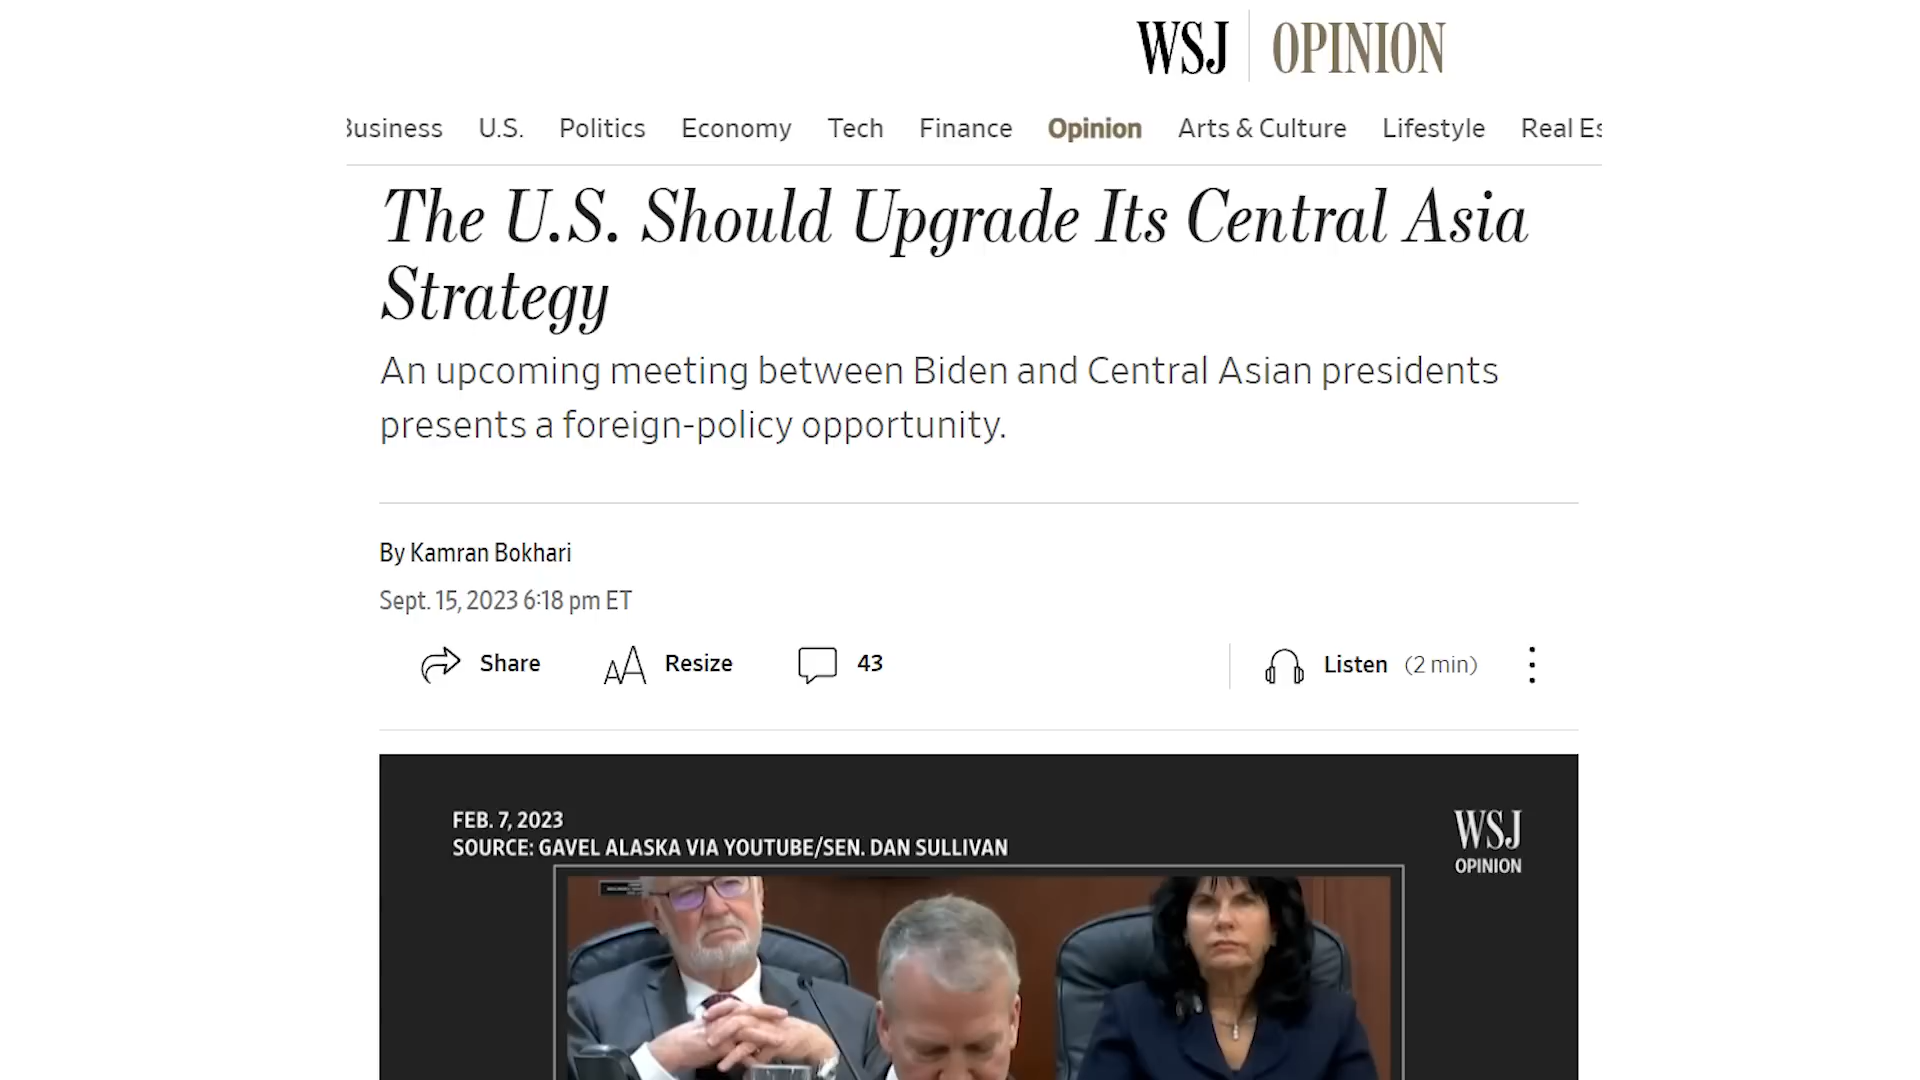 WSJ OPINION
Business U.S. Politics Economy Tech Finance Opinion Arts & Culture Lifestyle Real Es
The U.S. Should Upgrade Its Central Asia
Strategy
An upcoming meeting between Biden and Central Asian presidents
presents a foreign-policy opportunity.
By Kamran Bokhari
Sept. 15, 2023 6:18 pm ET
Share Resize 43 Listen (2 min)
FEB. 7, 2023
SOURCE: GAVEL ALASKA VIA YOUTUBE/SEN. DAN SULLIVAN
WSJ
OPINION